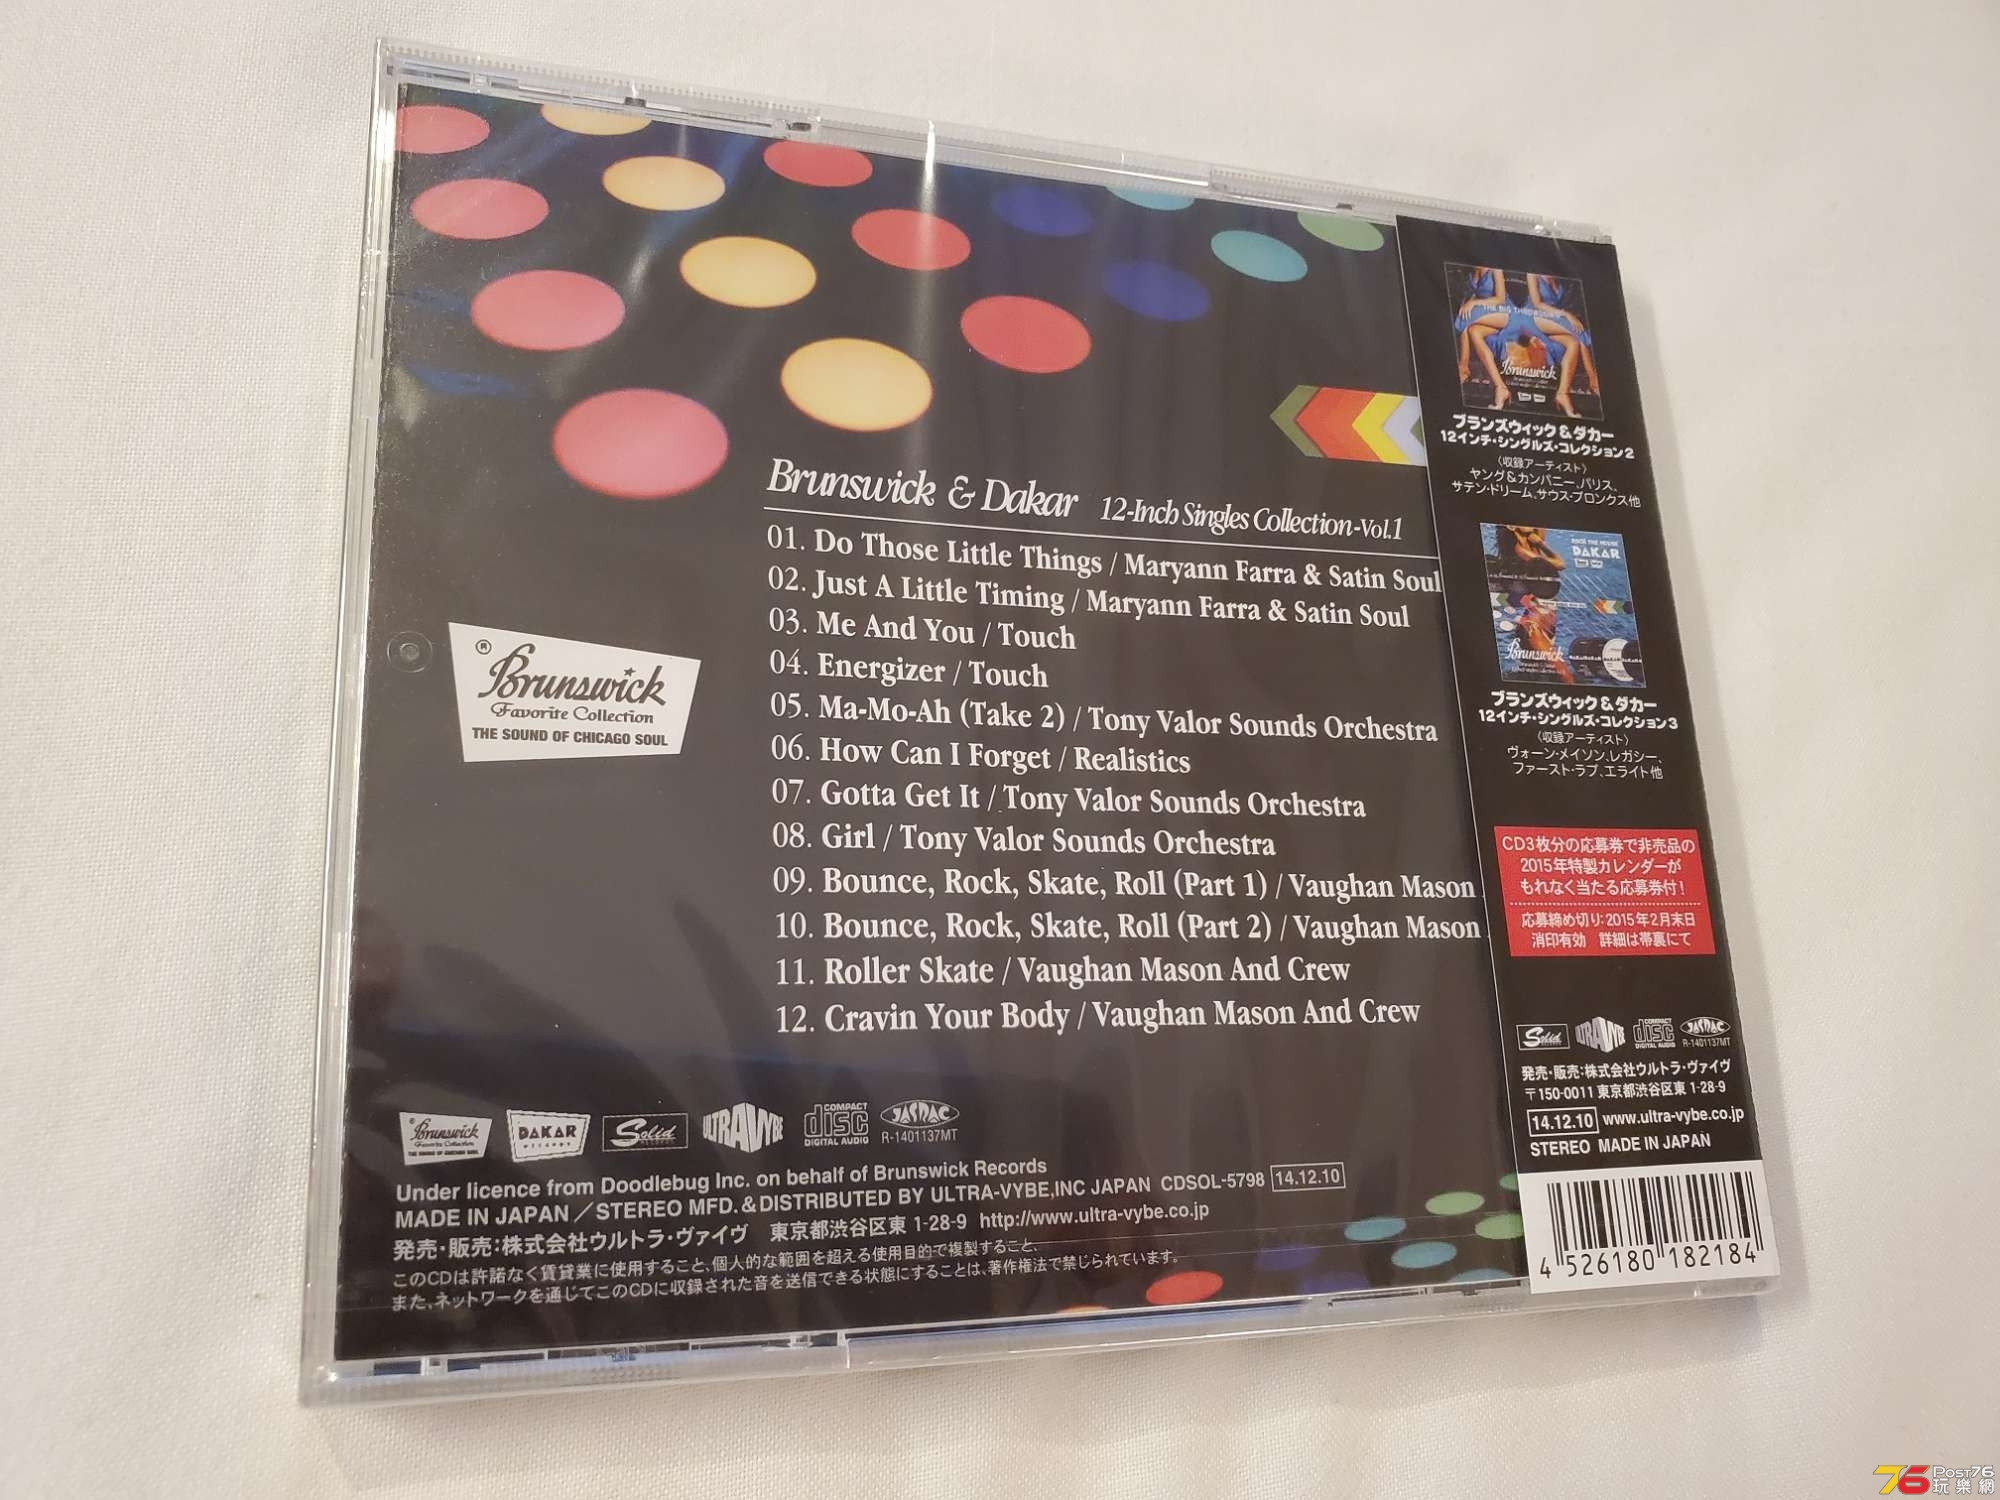 Brunswick & Dakar 12-Inch Singles Collection-Vol.1
01. Do Those Little Things / Maryann Farra & Satin Soul
02. Just A Little Timing / Maryann Farra & Satin Soul
03. Me And You / Touch
04. Energizer / Touch
05. Ma-Mo-Ah (Take 2) / Tony Valor Sounds Orchestra
06. How Can I Forget / Realistics
07. Gotta Get It / Tony Valor Sounds Orchestra
08. Girl / Tony Valor Sounds Orchestra
09. Bounce, Rock, Skate, Roll (Part 1) / Vaughan Mason
10. Bounce, Rock, Skate, Roll (Part 2) / Vaughan Mason
11. Roller Skate / Vaughan Mason And Crew
12. Cravin Your Body / Vaughan Mason And Crew
®
Brunswick
Favorite Collection
THE SOUND OF CHICAGO SOUL
Brunswick
Favorite Collection
THE SOUND OF CHICAGO SOUL
DAKAR
RECORDS
Solid
RECORDS
ULTRA-VYBE
COMPACT
disc
DIGITAL AUDIO
JASRAC
R-1401137MT
Under licence from Doodlebug Inc. on behalf of Brunswick Records
MADE IN JAPAN／STEREO MFD.&DISTRIBUTED BY ULTRA-VYBE,INC JAPAN CDSOL-5798 14.12.10
発売・販売:株式会社ウルトラ・ヴァイヴ 東京都渋谷区東 1-28-9 http://www.ultra-vybe.co.jp
このCDは許諾なく賃貸業に使用すること、個人的な範囲を超える使用目的で複製すること、
また、ネットワークを通じてこのCDに収録された音を送信できる状態にすることは、著作権法で禁じられています。
Brunswick
ブランズウィック&ダカー
12インチ・シングルズ・コレクション2
〈収録アーティスト〉
ヤング&カンパニー、パリス、
サテン・ドリーム、サウス・ブロンクス他
ROCK THE HOUSE
DAKAR
Brunswick
ブランズウィック&ダカー
12インチ・シングルズ・コレクション3
〈収録アーティスト〉
ヴォーン・メイソン、レガシー、
ファースト・ラブ、エライト他
CD3枚分の応募券で非売品の
2015年特製カレンダーが
もれなく当たる応募券付!
応募締め切り:2015年2月末日
消印有効 詳細は帯裏にて
Solid
ULTRA-VYBE
COMPACT
disc
DIGITAL AUDIO
JASRAC
R-1401137MT
発売・販売:株式会社ウルトラ・ヴァイヴ
〒150-0011 東京都渋谷区東 1-28-9
14.12.10 www.ultra-vybe.co.jp
STEREO MADE IN JAPAN
4 526180 182184
76 Post76
玩樂網